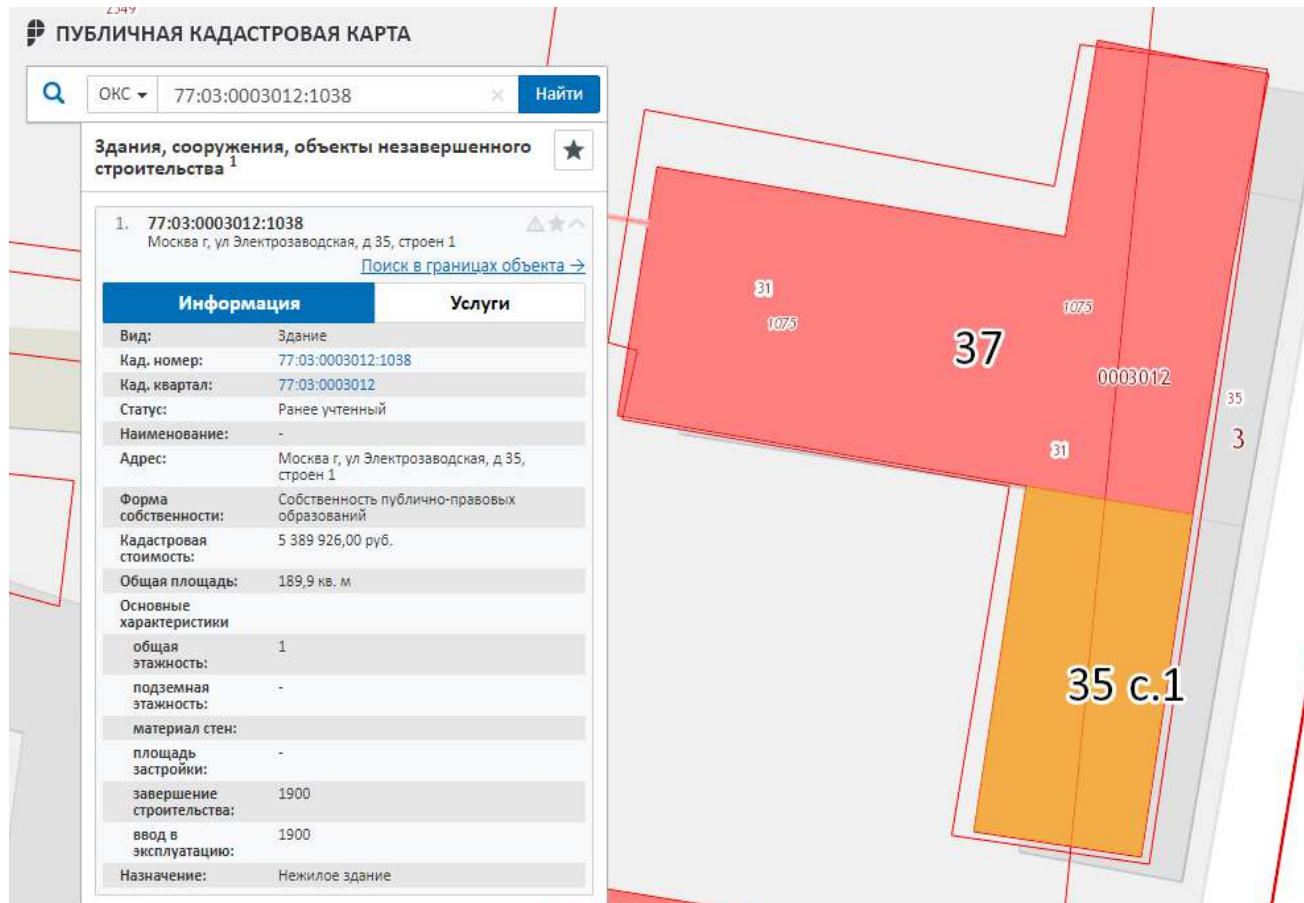 2549
ПУБЛИЧНАЯ КАДАСТРОВАЯ КАРТА
ОКС 77:03:0003012:1038 × Найти
Здания, сооружения, объекты незавершенного
строительства 1
1. 77:03:0003012:1038
Москва г, ул Электрозаводская, д 35, строен 1
Поиск в границах объекта →
Информация Услуги
Вид: Здание
Кад. номер: 77:03:0003012:1038
Кад. квартал: 77:03:0003012
Статус: Ранее учтенный
Наименование: -
Адрес: Москва г, ул Электрозаводская, д 35,
строен 1
Форма Собственность публично-правовых
собственности: образований
Кадастровая 5 389 926,00 руб.
стоимость:
Общая площадь: 189,9 кв. м
Основные
характеристики
общая 1
этажность:
подземная -
этажность:
материал стен:
площадь -
застройки:
завершение 1900
строительства:
ввод в 1900
эксплуатацию:
Назначение: Нежилое здание
31
1075
1075
37
0003012
35
3
31
35 с.1